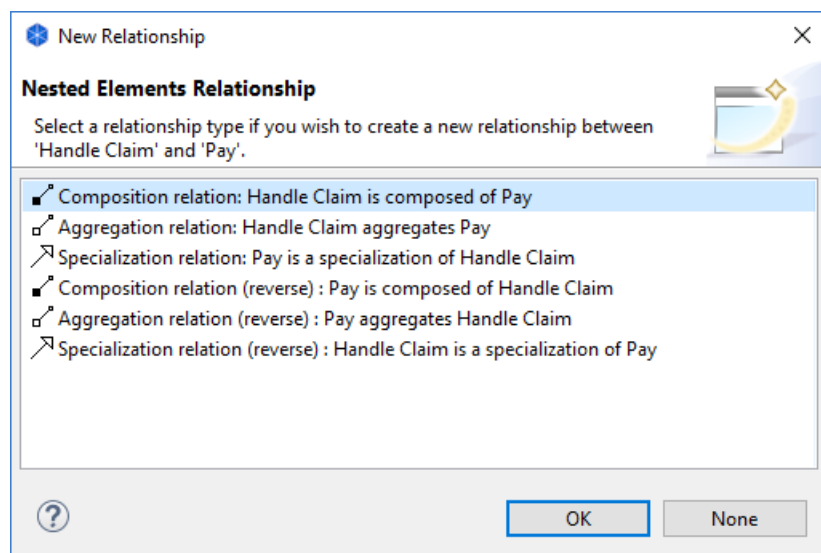 New Relationship
Nested Elements Relationship
Select a relationship type if you wish to create a new relationship between
'Handle Claim' and 'Pay'.
Composition relation: Handle Claim is composed of Pay
Aggregation relation: Handle Claim aggregates Pay
Specialization relation: Pay is a specialization of Handle Claim
Composition relation (reverse) : Pay is composed of Handle Claim
Aggregation relation (reverse) : Pay aggregates Handle Claim
Specialization relation (reverse) : Handle Claim is a specialization of Pay
? OK None